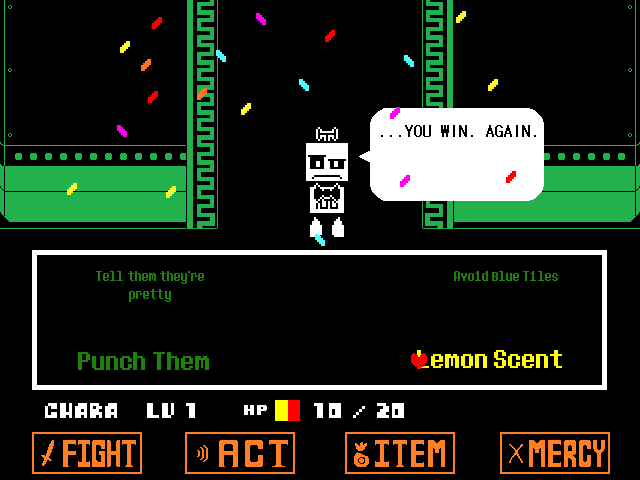 ...YOU WIN. AGAIN.
Tell them they're
pretty
Avoid Blue Tiles
Punch Them
Lemon Scent
CHARA LV 1 HP 10 / 20
FIGHT ACT ITEM MERCY